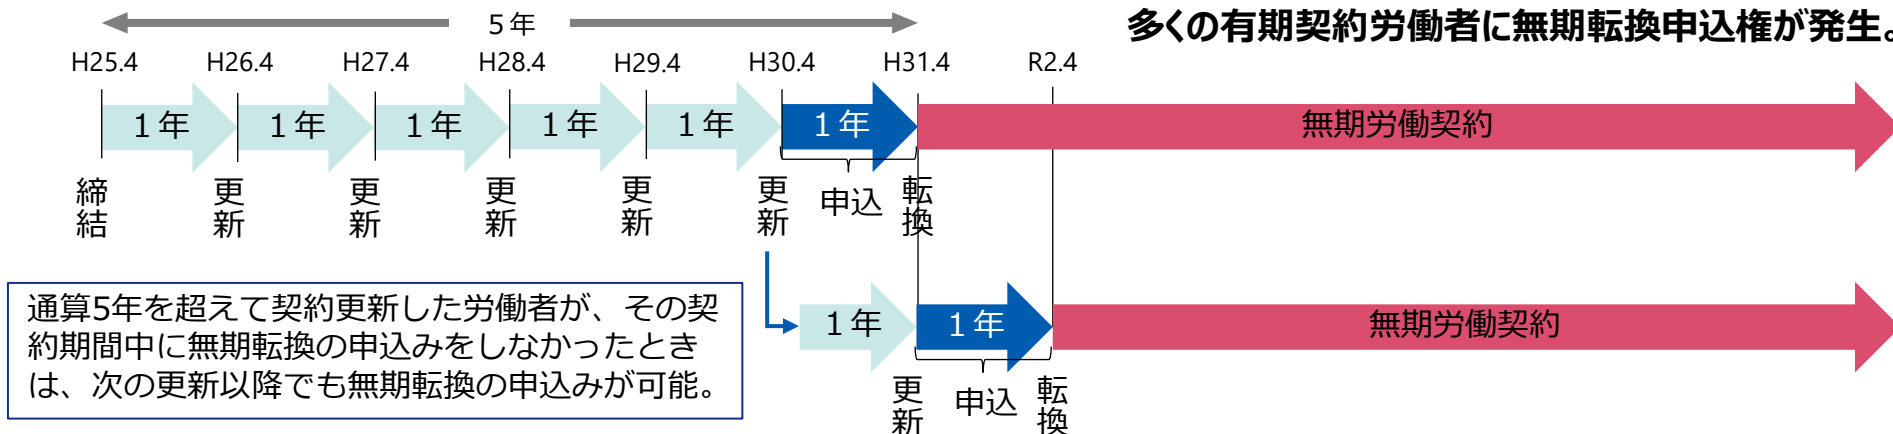 多くの有期契約労働者に無期転換申込権が発生。
５年
H25.4 H26.4 H27.4 H28.4 H29.4 H30.4 H31.4 R2.4
１年 １年 １年 １年 １年 １年 無期労働契約
締結 更新 更新 更新 更新 更新 申込 転換
通算5年を超えて契約更新した労働者が、その契
約期間中に無期転換の申込みをしなかったとき
は、次の更新以降でも無期転換の申込みが可能。
１年 １年 無期労働契約
更新 申込 転換